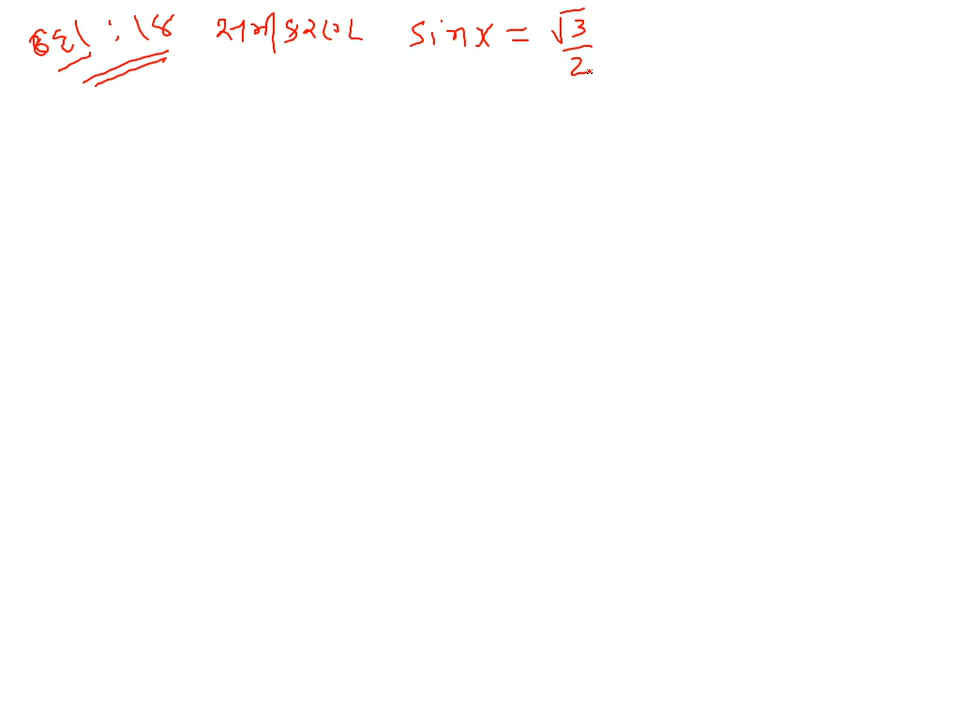 ઉદા : ૧૪ સમીકરણ sin x = √3/2